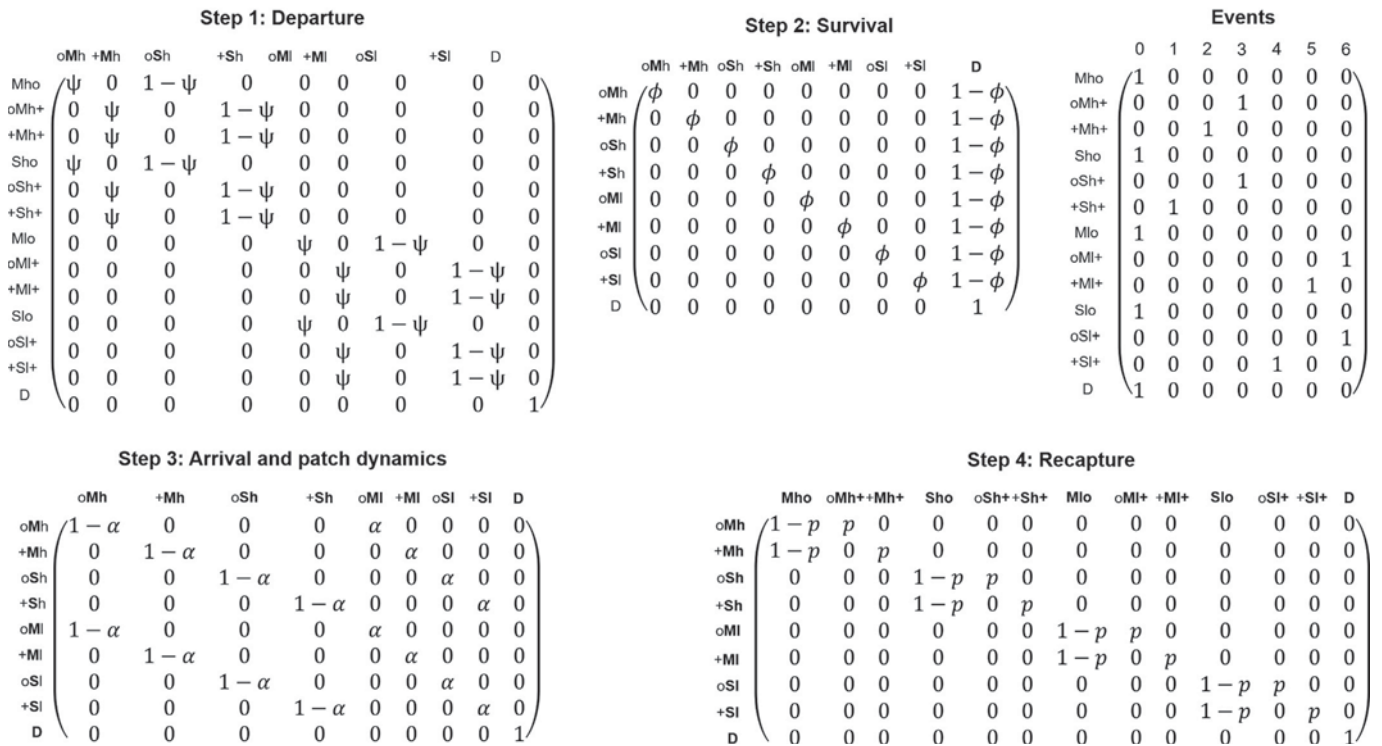 Step 1: Departure
oMh +Mh oSh +Sh oMl +Ml oSl +Sl D
Mho ψ 0 1 − ψ 0 0 0 0 0 0
oMh+ 0 ψ 0 1 − ψ 0 0 0 0 0
+Mh+ 0 ψ 0 1 − ψ 0 0 0 0 0
Sho ψ 0 1 − ψ 0 0 0 0 0 0
oSh+ 0 ψ 0 1 − ψ 0 0 0 0 0
+Sh+ 0 ψ 0 1 − ψ 0 0 0 0 0
Mlo 0 0 0 0 ψ 0 1 − ψ 0 0
oMl+ 0 0 0 0 0 ψ 0 1 − ψ 0
+Ml+ 0 0 0 0 0 ψ 0 1 − ψ 0
Slo 0 0 0 0 ψ 0 1 − ψ 0 0
oSl+ 0 0 0 0 0 ψ 0 1 − ψ 0
+Sl+ 0 0 0 0 0 ψ 0 1 − ψ 0
D 0 0 0 0 0 0 0 0 1
Step 2: Survival
oMh +Mh oSh +Sh oMl +Ml oSl +Sl D
oMh ϕ 0 0 0 0 0 0 0 1 − ϕ
+Mh 0 ϕ 0 0 0 0 0 0 1 − ϕ
oSh 0 0 ϕ 0 0 0 0 0 1 − ϕ
+Sh 0 0 0 ϕ 0 0 0 0 1 − ϕ
oMl 0 0 0 0 ϕ 0 0 0 1 − ϕ
+Ml 0 0 0 0 0 ϕ 0 0 1 − ϕ
oSl 0 0 0 0 0 0 ϕ 0 1 − ϕ
+Sl 0 0 0 0 0 0 0 ϕ 1 − ϕ
D 0 0 0 0 0 0 0 0 1
Events
0 1 2 3 4 5 6
Mho 1 0 0 0 0 0 0
oMh+ 0 0 0 1 0 0 0
+Mh+ 0 0 1 0 0 0 0
Sho 1 0 0 0 0 0 0
oSh+ 0 0 0 1 0 0 0
+Sh+ 0 1 0 0 0 0 0
Mlo 1 0 0 0 0 0 0
oMl+ 0 0 0 0 0 0 1
+Ml+ 0 0 0 0 0 1 0
Slo 1 0 0 0 0 0 0
oSl+ 0 0 0 0 0 0 1
+Sl+ 0 0 0 0 1 0 0
D 1 0 0 0 0 0 0
Step 3: Arrival and patch dynamics
oMh +Mh oSh +Sh oMl +Ml oSl +Sl D
oMh 1 − α 0 0 0 α 0 0 0 0
+Mh 0 1 − α 0 0 0 α 0 0 0
oSh 0 0 1 − α 0 0 0 α 0 0
+Sh 0 0 0 1 − α 0 0 0 α 0
oMl 1 − α 0 0 0 α 0 0 0 0
+Ml 0 1 − α 0 0 0 α 0 0 0
oSl 0 0 1 − α 0 0 0 α 0 0
+Sl 0 0 0 1 − α 0 0 0 α 0
D 0 0 0 0 0 0 0 0 1
Step 4: Recapture
Mho oMh+ +Mh+ Sho oSh+ +Sh+ Mlo oMl+ +Ml+ Slo oSl+ +Sl+ D
oMh 1 − p p 0 0 0 0 0 0 0 0 0 0 0
+Mh 1 − p 0 p 0 0 0 0 0 0 0 0 0 0
oSh 0 0 0 1 − p p 0 0 0 0 0 0 0 0
+Sh 0 0 0 1 − p 0 p 0 0 0 0 0 0 0
oMl 0 0 0 0 0 0 1 − p p 0 0 0 0 0
+Ml 0 0 0 0 0 0 1 − p 0 p 0 0 0 0
oSl 0 0 0 0 0 0 0 0 0 1 − p p 0 0
+Sl 0 0 0 0 0 0 0 0 0 1 − p 0 p 0
D 0 0 0 0 0 0 0 0 0 0 0 0 1